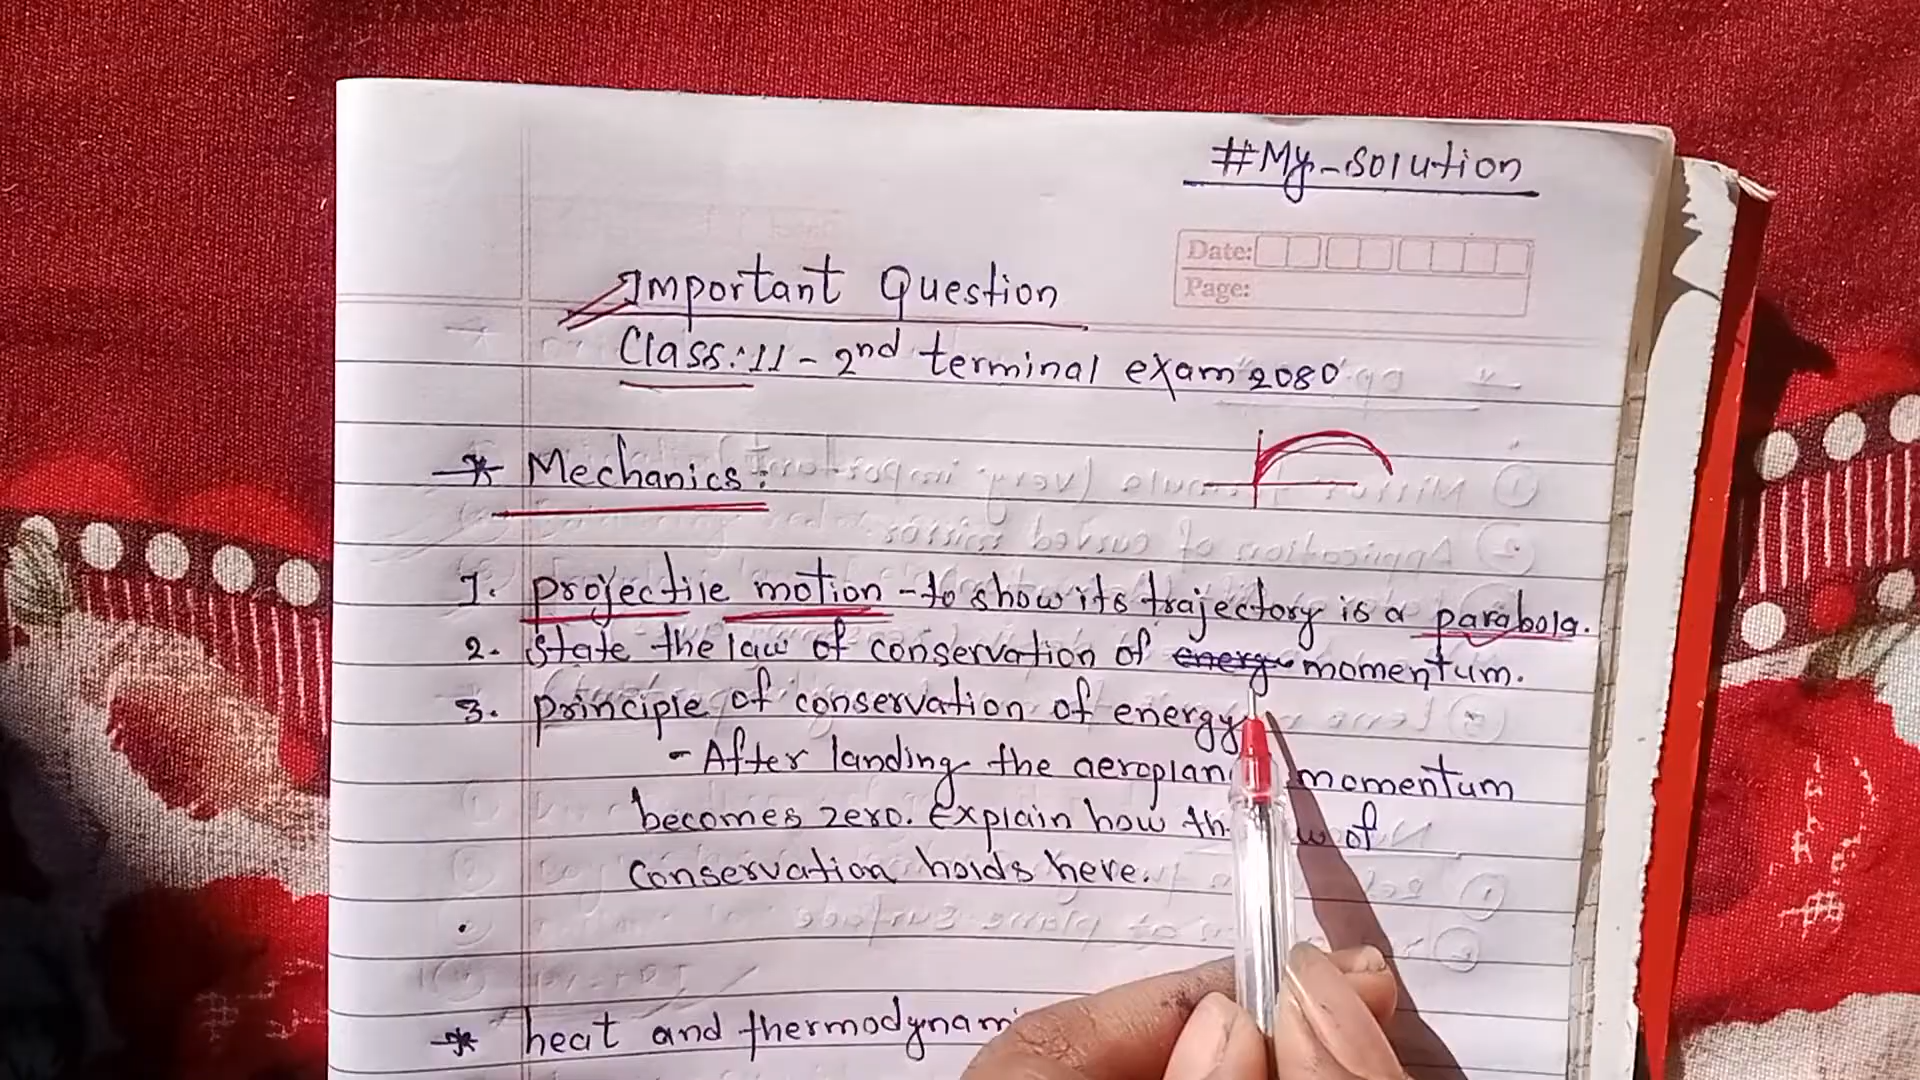 #My-solution
Date:
Page:
Important Question
Class:11 - 2nd terminal exam 2080
* Mechanics:
1. projectile motion - to show its trajectory is a parabola.
2. State the law of conservation of energy momentum.
3. principle of conservation of energy
- After landing the aeroplan momentum
becomes zero. Explain how th w of
conservation holds here.
* heat and thermodynam